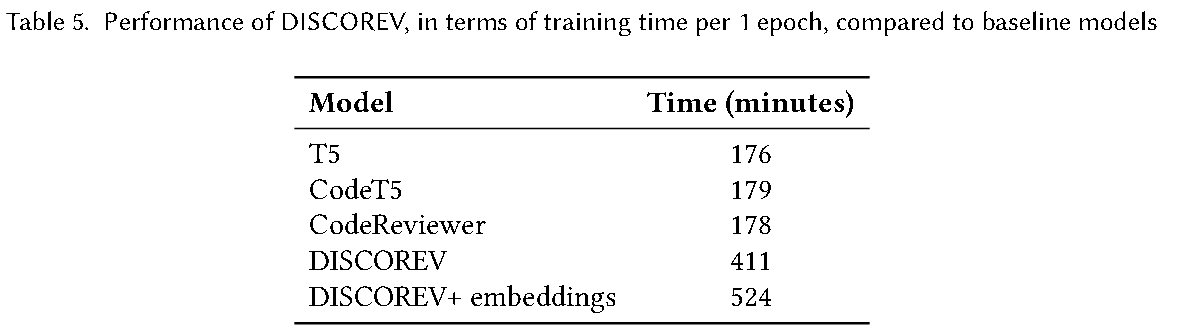 Table 5. Performance of DISCOREV, in terms of training time per 1 epoch, compared to baseline models
Model Time (minutes)
T5 176
CodeT5 179
CodeReviewer 178
DISCOREV 411
DISCOREV+ embeddings 524